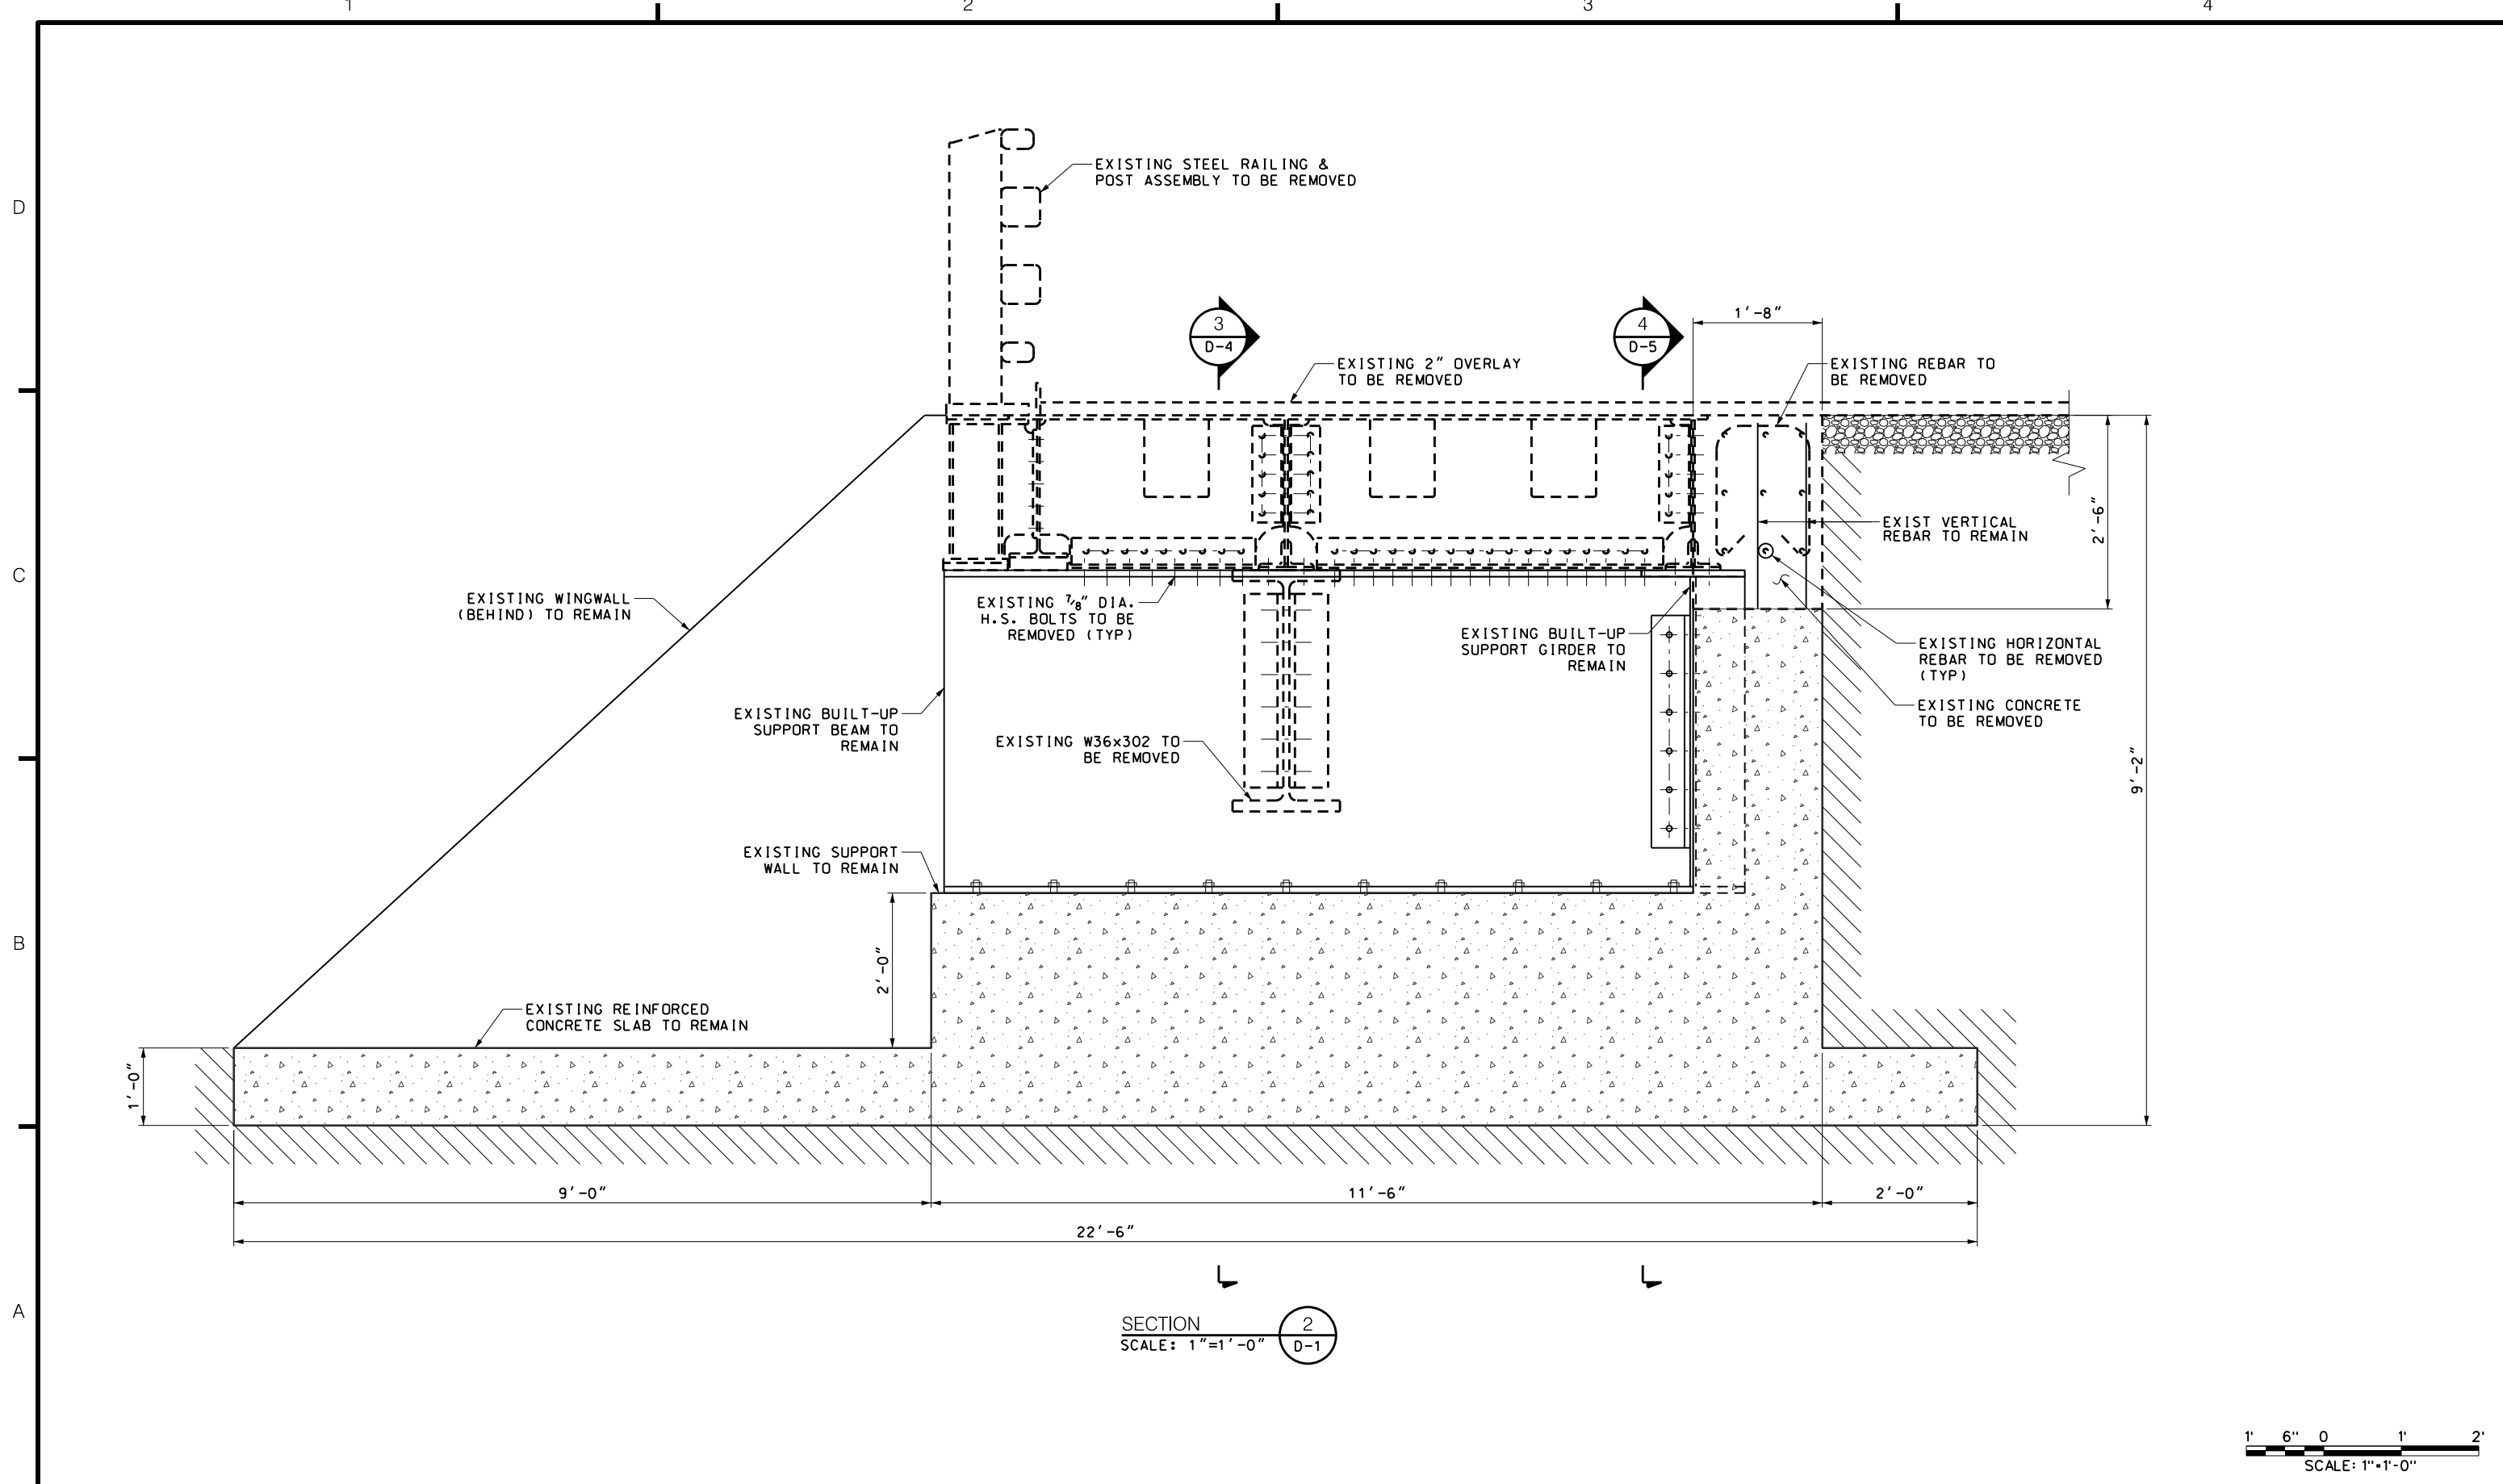 1
2
3
4
D
EXISTING STEEL RAILING &
POST ASSEMBLY TO BE REMOVED
3
D-4
4
D-5
1'-8"
EXISTING 2" OVERLAY
TO BE REMOVED
EXISTING REBAR TO
BE REMOVED
2'-6"
EXIST VERTICAL
REBAR TO REMAIN
C
EXISTING WINGWALL
(BEHIND) TO REMAIN
EXISTING 7/8" DIA.
H.S. BOLTS TO BE
REMOVED (TYP)
EXISTING BUILT-UP
SUPPORT GIRDER TO
REMAIN
EXISTING HORIZONTAL
REBAR TO BE REMOVED
(TYP)
EXISTING CONCRETE
TO BE REMOVED
EXISTING BUILT-UP
SUPPORT BEAM TO
REMAIN
EXISTING W36x302 TO
BE REMOVED
9'-2"
EXISTING SUPPORT
WALL TO REMAIN
B
2'-0"
EXISTING REINFORCED
CONCRETE SLAB TO REMAIN
1'-0"
9'-0"
11'-6"
2'-0"
22'-6"
A
SECTION
SCALE: 1"=1'-0"
2
D-1
1' 6" 0 1' 2'
SCALE: 1"=1'-0"